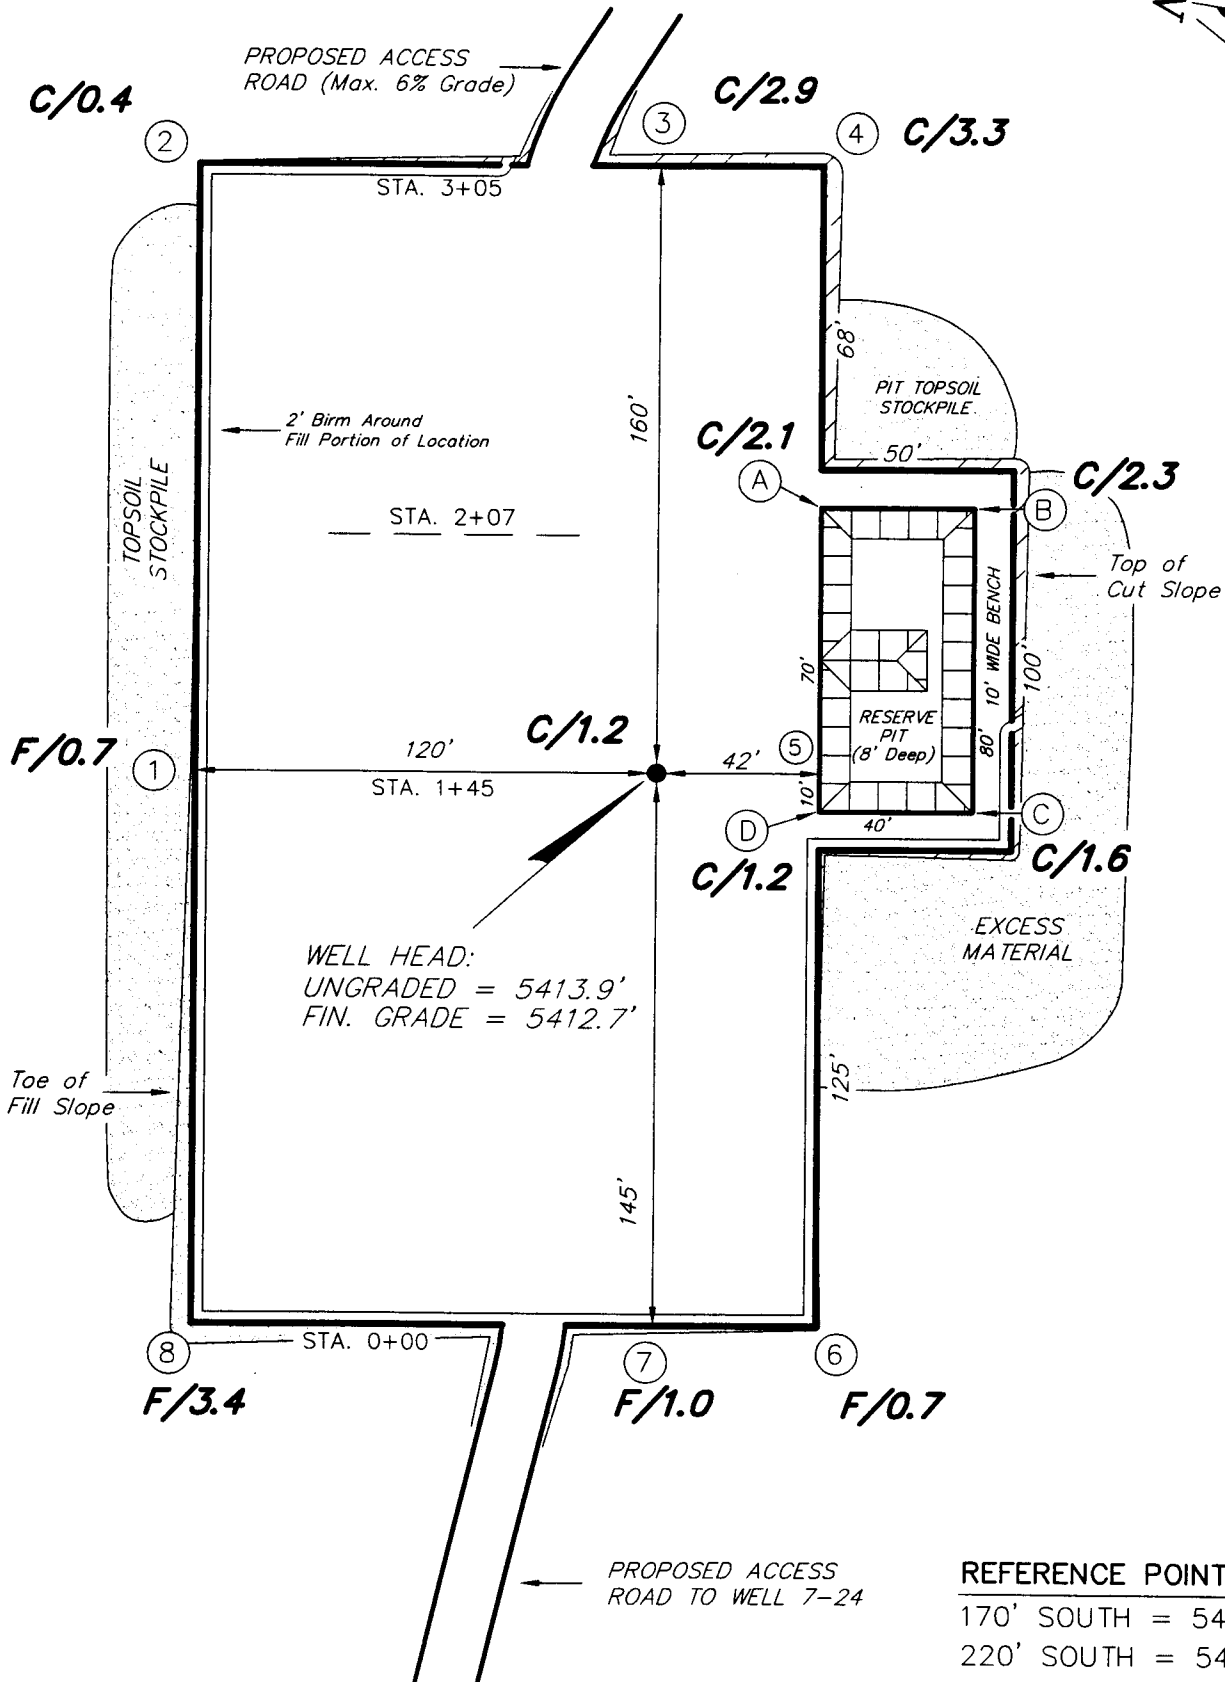 PROPOSED ACCESS
ROAD (Max. 6% Grade)
C/0.4
2
3
C/2.9
4
C/3.3
STA. 3+05
68'
PIT TOPSOIL
STOCKPILE
2' Birm Around
Fill Portion of Location
160'
C/2.1
50'
C/2.3
A
B
TOPSOIL
STOCKPILE
STA. 2+07
Top of
Cut Slope
10' WIDE BENCH
100'
70'
RESERVE
PIT
(8' Deep)
80'
F/0.7
1
120'
STA. 1+45
C/1.2
42'
5
10'
D
40'
C
C/1.2
C/1.6
EXCESS
MATERIAL
WELL HEAD:
UNGRADED = 5413.9'
FIN. GRADE = 5412.7'
Toe of
Fill Slope
125'
145'
8
STA. 0+00
7
6
F/3.4
F/1.0
F/0.7
PROPOSED ACCESS
ROAD TO WELL 7-24
REFERENCE POINT
170' SOUTH = 54
220' SOUTH = 54